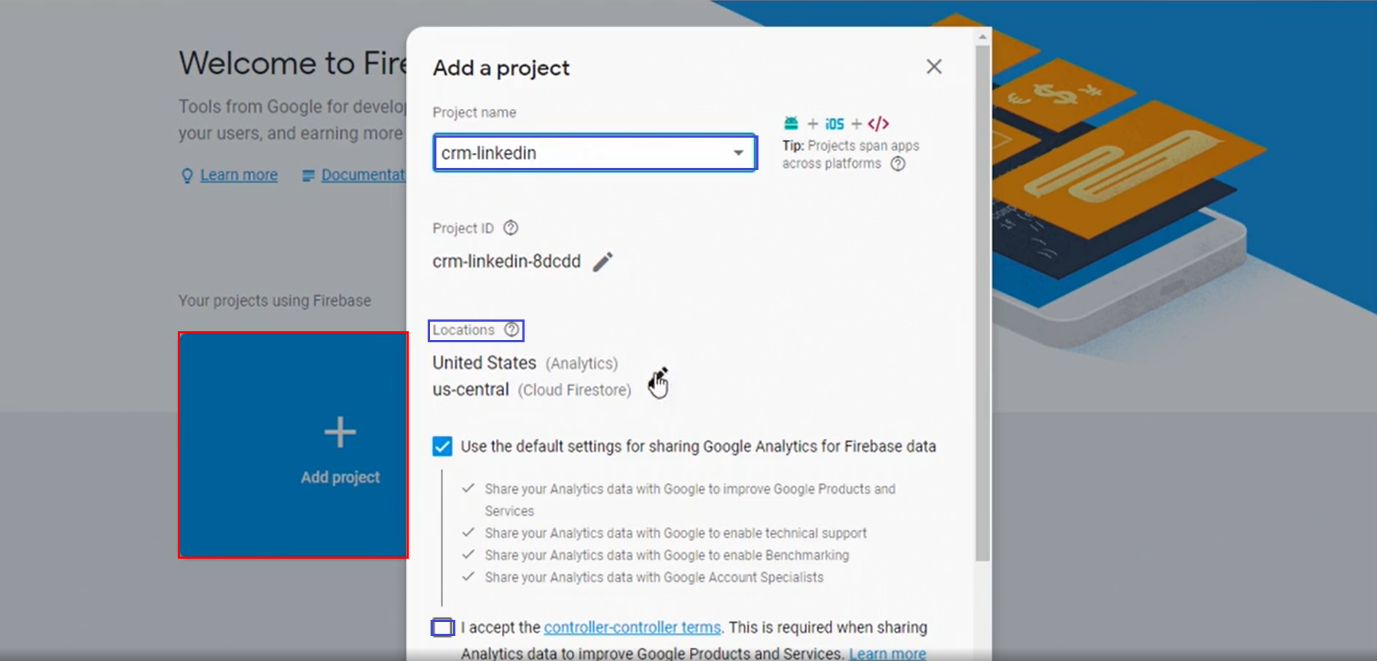 Welcome to Fire
Tools from Google for develop
your users, and earning more
Learn more
Documentat
Your projects using Firebase
Add project
Add a project
Project name
crm-linkedin
+ iOS + </>
Tip: Projects span apps
across platforms
Project ID
crm-linkedin-8dcdd
Locations
United States (Analytics)
us-central (Cloud Firestore)
Use the default settings for sharing Google Analytics for Firebase data
Share your Analytics data with Google to improve Google Products and
Services
Share your Analytics data with Google to enable technical support
Share your Analytics data with Google to enable Benchmarking
Share your Analytics data with Google Account Specialists
I accept the controller-controller terms. This is required when sharing
Analytics data to improve Google Products and Services. Learn more